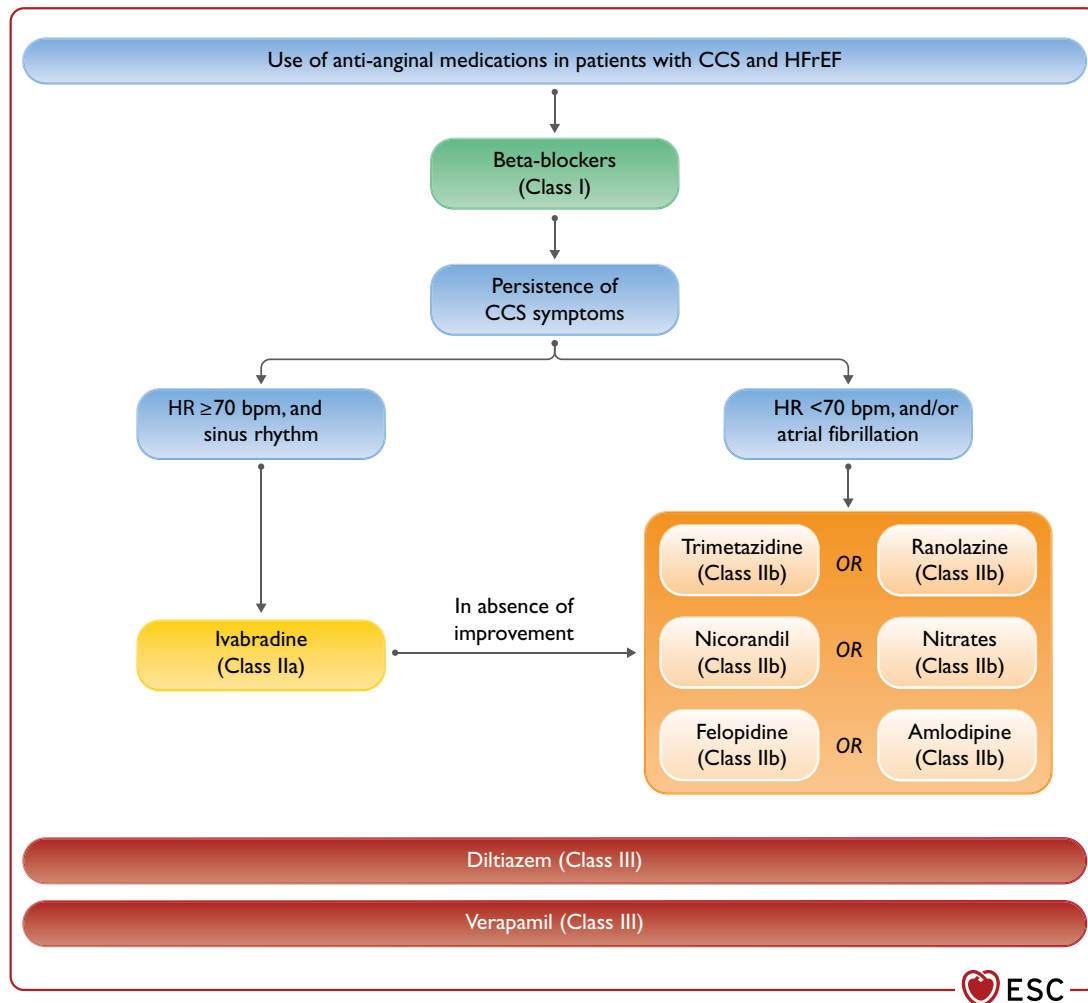 Use of anti-anginal medications in patients with CCS and HFrEF
Beta-blockers
(Class I)
Persistence of
CCS symptoms
HR ≥70 bpm, and
sinus rhythm
HR <70 bpm, and/or
atrial fibrillation
Trimetazidine
(Class IIb)
OR
Ranolazine
(Class IIb)
In absence of
improvement
Ivabradine
(Class IIa)
Nicorandil
(Class IIb)
OR
Nitrates
(Class IIb)
Felopidine
(Class IIb)
OR
Amlodipine
(Class IIb)
Diltiazem (Class III)
Verapamil (Class III)
ESC